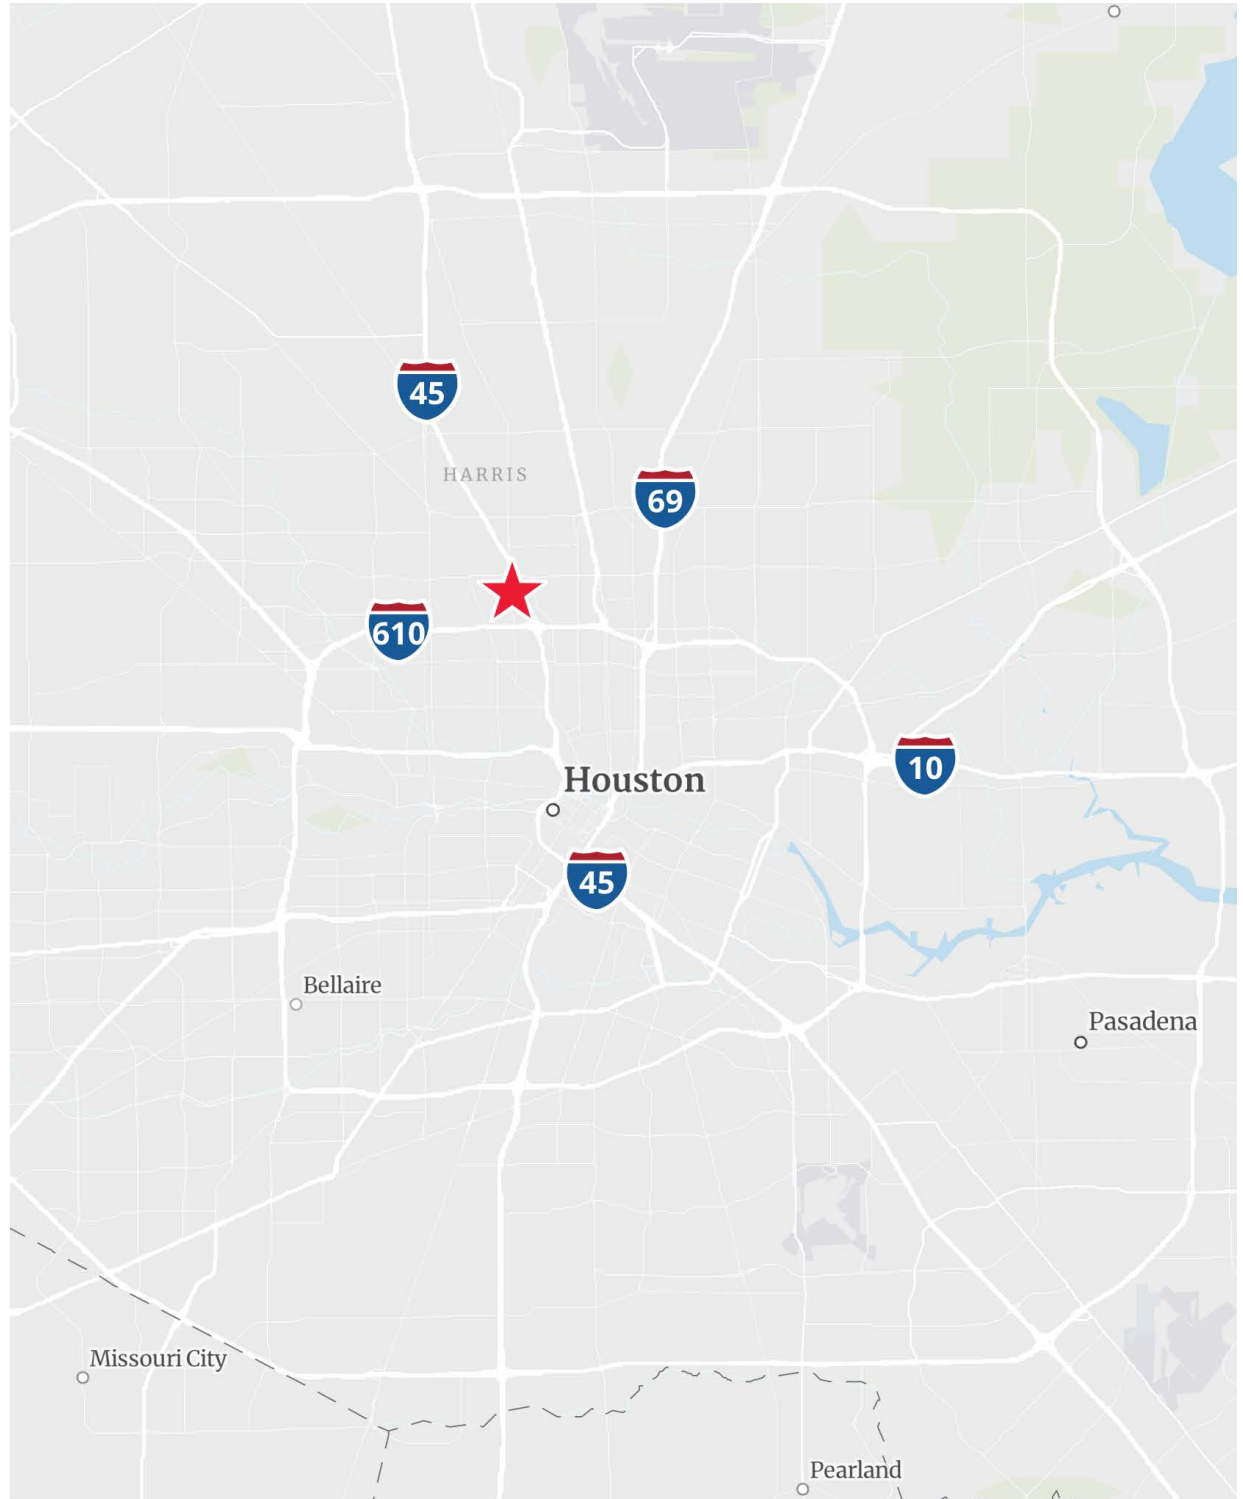 45
HARRIS
69
610
Houston
10
45
Bellaire
Pasadena
Missouri City
Pearland